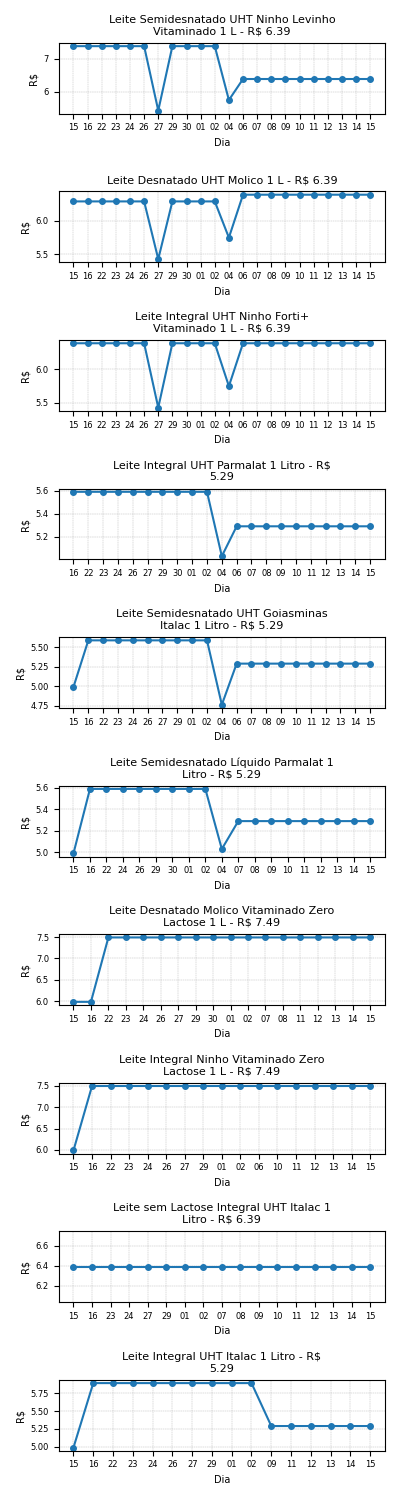 Leite Semidesnatado UHT Ninho Levinho
Vitaminado 1 L - R$ 6.39
7
6
R$
15 16 22 23 24 26 27 29 30 01 02 04 06 07 08 09 10 11 12 13 14 15
Dia
Leite Desnatado UHT Molico 1 L - R$ 6.39
6.0
5.5
R$
15 16 22 23 24 26 27 29 30 01 02 04 06 07 08 09 10 11 12 13 14 15
Dia
Leite Integral UHT Ninho Forti+
Vitaminado 1 L - R$ 6.39
6.0
5.5
R$
15 16 22 23 24 26 27 29 30 01 02 04 06 07 08 09 10 11 12 13 14 15
Dia
Leite Integral UHT Parmalat 1 Litro - R$
5.29
5.6
5.4
5.2
R$
16 22 23 24 26 27 29 30 01 02 04 06 07 08 09 10 11 12 13 14 15
Dia
Leite Semidesnatado UHT Goiasminas
Italac 1 Litro - R$ 5.29
5.50
5.25
5.00
4.75
R$
15 16 22 23 24 26 27 29 01 02 04 06 07 08 09 10 11 12 13 14 15
Dia
Leite Semidesnatado Líquido Parmalat 1
Litro - R$ 5.29
5.6
5.4
5.2
5.0
R$
15 16 22 24 26 29 30 01 02 04 07 08 09 10 11 12 13 14 15
Dia
Leite Desnatado Molico Vitaminado Zero
Lactose 1 L - R$ 7.49
7.5
7.0
6.5
6.0
R$
15 16 22 23 24 26 27 29 30 01 02 07 08 11 12 13 14 15
Dia
Leite Integral Ninho Vitaminado Zero
Lactose 1 L - R$ 7.49
7.5
7.0
6.5
6.0
R$
15 16 22 23 24 26 27 29 01 02 06 10 11 12 13 14 15
Dia
Leite sem Lactose Integral UHT Italac 1
Litro - R$ 6.39
6.6
6.4
6.2
R$
15 16 23 24 27 29 01 02 07 08 09 10 11 12 13 14 15
Dia
Leite Integral UHT Italac 1 Litro - R$
5.29
5.75
5.50
5.25
5.00
R$
15 16 22 23 24 26 27 29 01 02 09 11 12 13 14 15
Dia